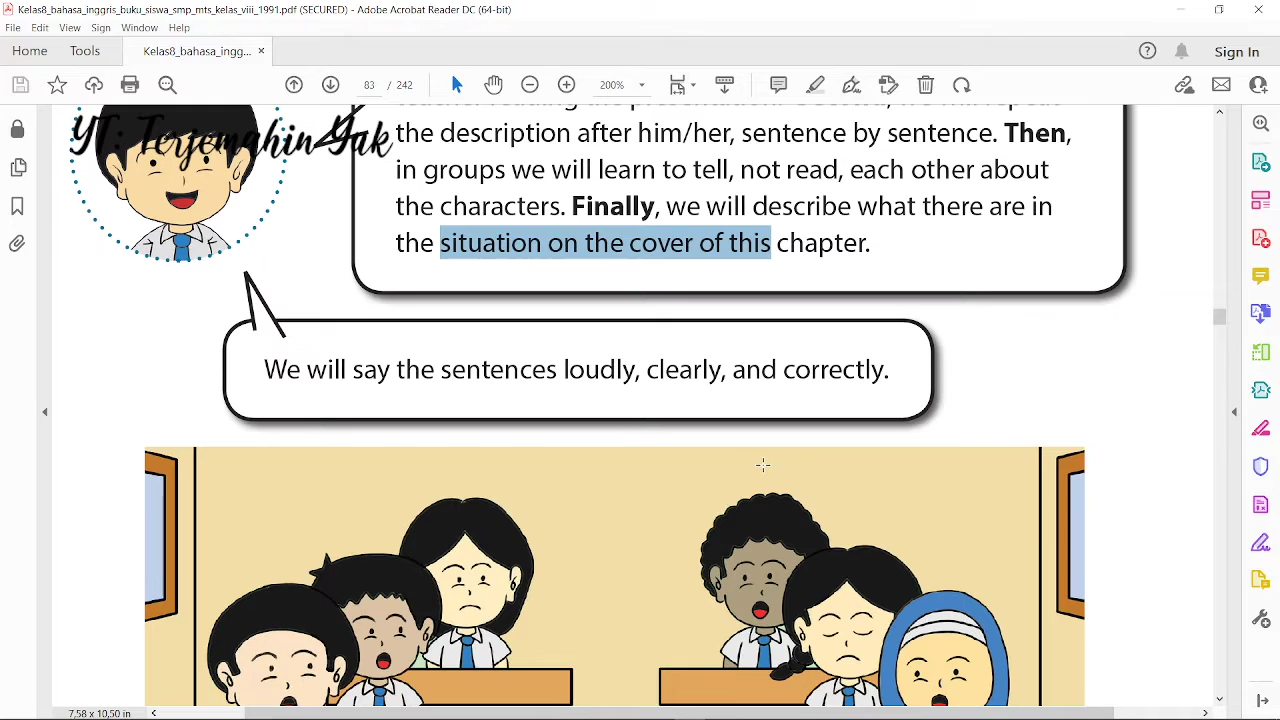 Kelas8_bahasa_inggris_buku_siswa_smp_mts_kelas_viii_1991.pdf (SECURED) - Adobe Acrobat Reader DC (64-bit)
File Edit View Sign Window Help
Home Tools Kelas8_bahasa_ingg... × Sign In
83 / 242 200%
YT: Terjemahin Yuk
the description after him/her, sentence by sentence. Then,
in groups we will learn to tell, not read, each other about
the characters. Finally, we will describe what there are in
the situation on the cover of this chapter.
We will say the sentences loudly, clearly, and correctly.
7,58 x 10,50 in